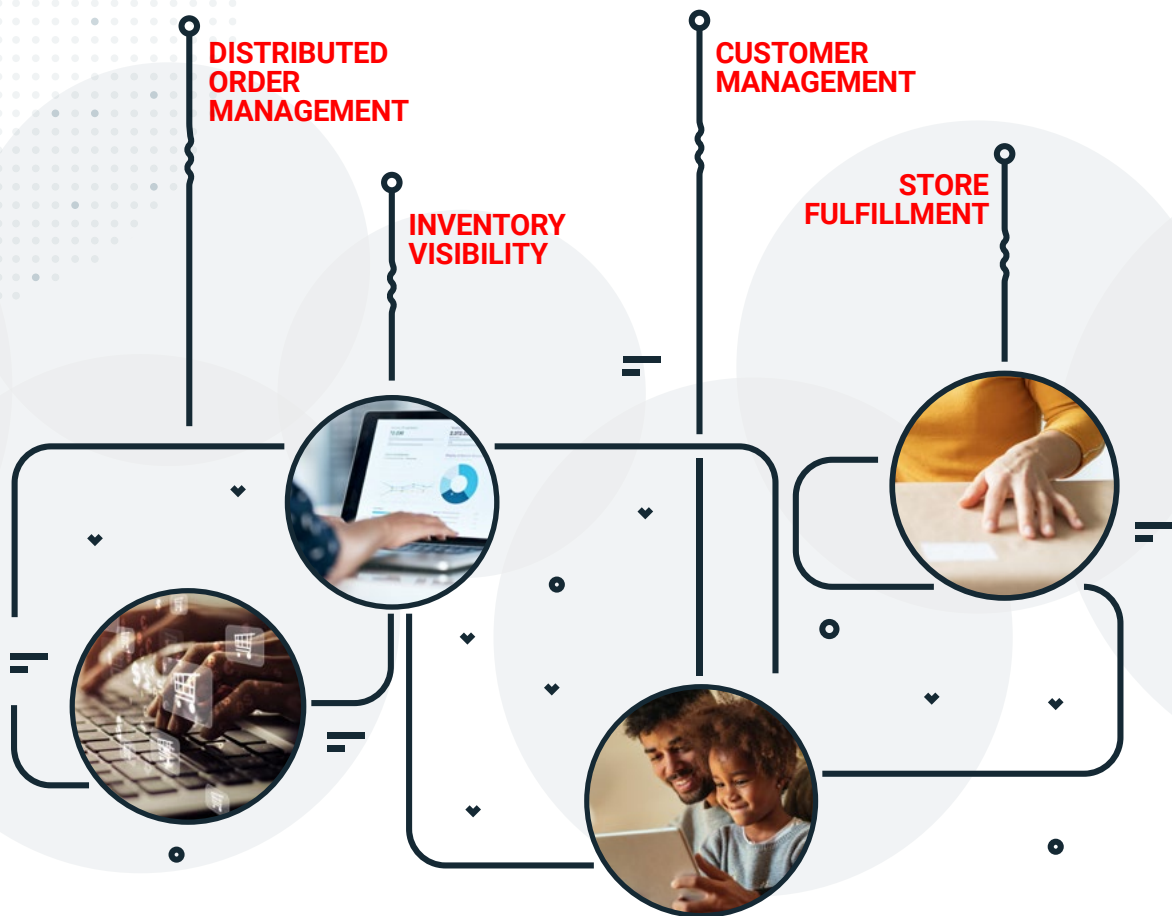 DISTRIBUTED
ORDER
MANAGEMENT
CUSTOMER
MANAGEMENT
STORE
FULFILLMENT
INVENTORY
VISIBILITY